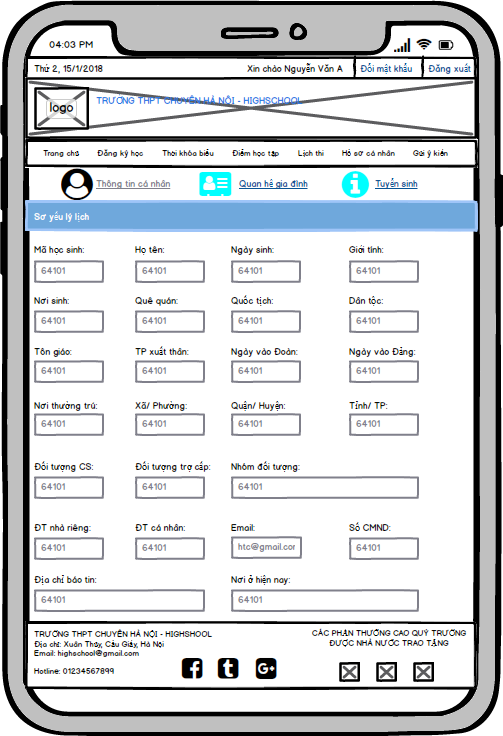 04:03 PM
Thứ 2, 15/1/2018 Xin chào Nguyễn Văn A Đổi mật khẩu Đăng xuất
logo
TRƯỜNG THPT CHUYÊN HÀ NỘI - HIGHSCHOOL
Trang chủ Đăng ký học Thời khóa biểu Điểm học tập Lịch thi Hồ sơ cá nhân Gửi ý kiến
Thông tin cá nhân Quan hệ gia đình Tuyển sinh
Sơ yếu lý lịch
Mã học sinh: Họ tên: Ngày sinh: Giới tính:
64101 64101 64101 64101
Nơi sinh: Quê quán: Quốc tịch: Dân tộc:
64101 64101 64101 64101
Tôn giáo: TP xuất thân: Ngày vào Đoàn: Ngày vào Đảng:
64101 64101 64101 64101
Nơi thường trú: Xã/ Phường: Quận/ Huyện: Tỉnh/ TP:
64101 64101 64101 64101
Đối tượng CS: Đối tượng trợ cấp: Nhóm đối tượng:
64101 64101 64101
ĐT nhà riêng: ĐT cá nhân: Email: Số CMND:
64101 64101 htc@gmail.cor 64101
Địa chỉ báo tin: Nơi ở hiện nay:
64101 64101
TRƯỜNG THPT CHUYÊN HÀ NỘI - HIGHSHOOL
Địa chỉ: Xuân Thủy, Cầu Giấy, Hà Nội
Email: highschool@gmail.com
Hotline: 01234567899
CÁC PHẦN THƯỞNG CAO QUÝ TRƯỜNG
ĐƯỢC NHÀ NƯỚC TRAO TẶNG